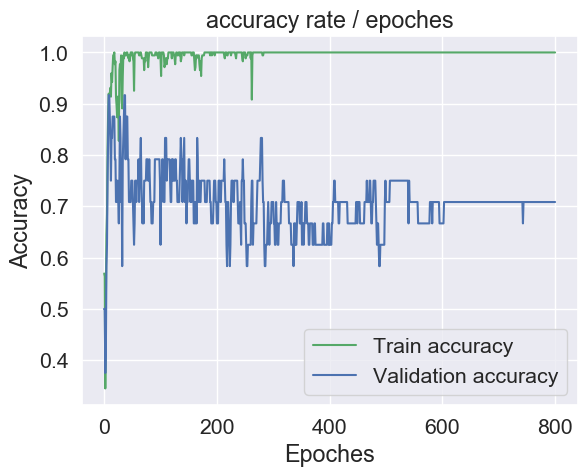 accuracy rate / epoches
1.0
0.9
0.8
0.7
0.6
0.5
0.4
Accuracy
Train accuracy
Validation accuracy
0
200
400
600
800
Epoches